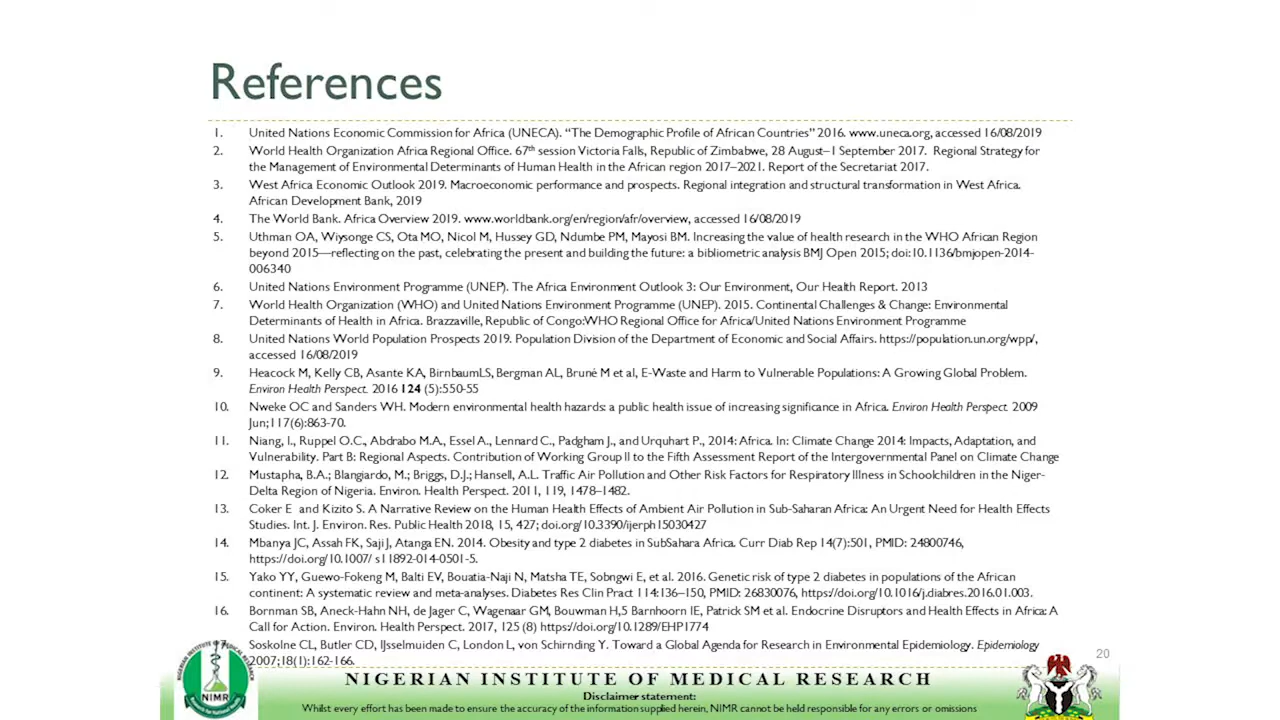 References
1. United Nations Economic Commission for Africa (UNECA). “The Demographic Profile of African Countries” 2016. www.uneca.org, accessed 16/08/2019
2. World Health Organization Africa Regional Office. 67th session Victoria Falls, Republic of Zimbabwe, 28 August–1 September 2017. Regional Strategy for
the Management of Environmental Determinants of Human Health in the African region 2017–2021. Report of the Secretariat 2017.
3. West Africa Economic Outlook 2019. Macroeconomic performance and prospects. Regional integration and structural transformation in West Africa.
African Development Bank, 2019
4. The World Bank. Africa Overview 2019. www.worldbank.org/en/region/afr/overview, accessed 16/08/2019
5. Uthman OA, Wiysonge CS, Ota MO, Nicol M, Hussey GD, Ndumbe PM, Mayosi BM. Increasing the value of health research in the WHO African Region
beyond 2015—reflecting on the past, celebrating the present and building the future: a bibliometric analysis BMJ Open 2015; doi:10.1136/bmjopen-2014-
006340
6. United Nations Environment Programme (UNEP). The Africa Environment Outlook 3: Our Environment, Our Health Report. 2013
7. World Health Organization (WHO) and United Nations Environment Programme (UNEP). 2015. Continental Challenges & Change: Environmental
Determinants of Health in Africa. Brazzaville, Republic of Congo:WHO Regional Office for Africa/United Nations Environment Programme
8. United Nations World Population Prospects 2019. Population Division of the Department of Economic and Social Affairs. https://population.un.org/wpp/,
accessed 16/08/2019
9. Heacock M, Kelly CB, Asante KA, BirnbaumLS, Bergman AL, Bruné M et al, E-Waste and Harm to Vulnerable Populations: A Growing Global Problem.
Environ Health Perspect. 2016 124 (5):550-55
10. Nweke OC and Sanders WH. Modern environmental health hazards: a public health issue of increasing significance in Africa. Environ Health Perspect. 2009
Jun;117(6):863-70.
11. Niang, I., Ruppel O.C., Abdrabo M.A., Essel A., Lennard C., Padgham J., and Urquhart P., 2014: Africa. In: Climate Change 2014: Impacts, Adaptation, and
Vulnerability. Part B: Regional Aspects. Contribution of Working Group II to the Fifth Assessment Report of the Intergovernmental Panel on Climate Change
12. Mustapha, B.A.; Blangiardo, M.; Briggs, D.J.; Hansell, A.L. Traffic Air Pollution and Other Risk Factors for Respiratory Illness in Schoolchildren in the Niger-
Delta Region of Nigeria. Environ. Health Perspect. 2011, 119, 1478–1482.
13. Coker E and Kizito S. A Narrative Review on the Human Health Effects of Ambient Air Pollution in Sub-Saharan Africa: An Urgent Need for Health Effects
Studies. Int. J. Environ. Res. Public Health 2018, 15, 427; doi.org/10.3390/ijerph15030427
14. Mbanya JC, Assah FK, Saji J, Atanga EN. 2014. Obesity and type 2 diabetes in SubSahara Africa. Curr Diab Rep 14(7):501, PMID: 24800746,
https://doi.org/10.1007/ s11892-014-0501-5.
15. Yako YY, Guewo-Fokeng M, Balti EV, Bouatia-Naji N, Matsha TE, Sobngwi E, et al. 2016. Genetic risk of type 2 diabetes in populations of the African
continent: A systematic review and meta-analyses. Diabetes Res Clin Pract 114:136–150, PMID: 26830076, https://doi.org/10.1016/j.diabres.2016.01.003.
16. Bornman SB, Aneck-Hahn NH, de Jager C, Wagenaar GM, Bouwman H,5 Barnhoorn IE, Patrick SM et al. Endocrine Disruptors and Health Effects in Africa: A
Call for Action. Environ. Health Perspect. 2017, 125 (8) https://doi.org/10.1289/EHP1774
17. Soskolne CL, Butler CD, IJsselmuiden C, London L, von Schirnding Y. Toward a Global Agenda for Research in Environmental Epidemiology. Epidemiology
2007;18(1):162-166.
20
NIMR
NIGERIAN INSTITUTE OF MEDICAL RESEARCH
Disclaimer statement:
Whilst every effort has been made to ensure the accuracy of the information supplied herein, NIMR cannot be held responsible for any errors or omissions